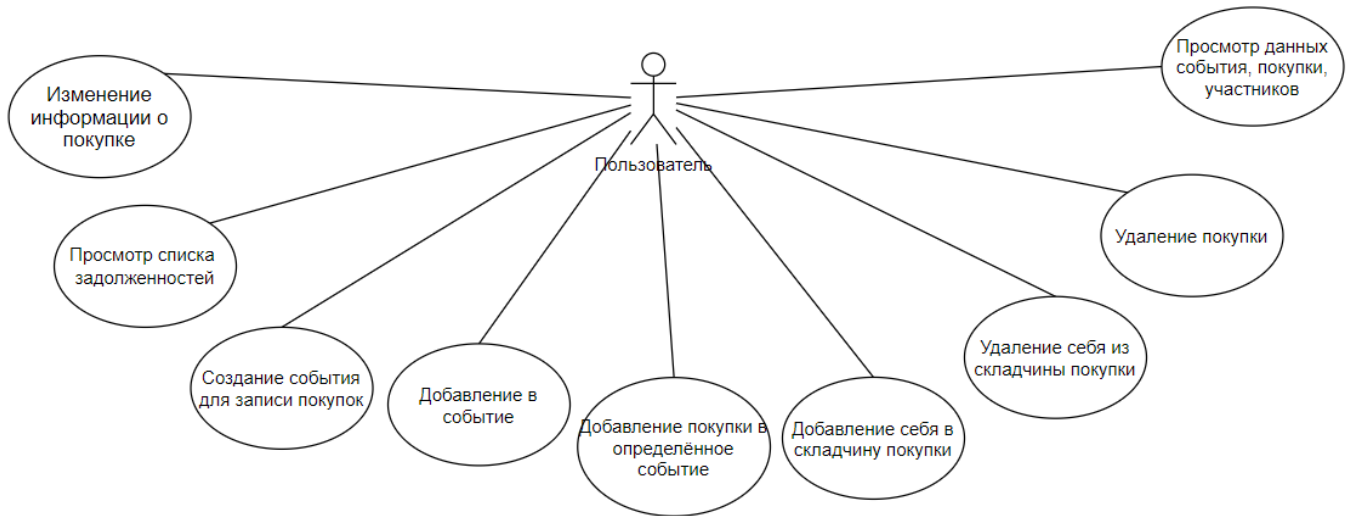 Просмотр данных
события, покупки,
участников
Изменение
информации о
покупке
Пользователь
Удаление покупки
Просмотр списка
задолженностей
Удаление себя из
складчины покупки
Создание события
для записи покупок
Добавление в
событие
Добавление покупки в
определённое
событие
Добавление себя в
складчину покупки